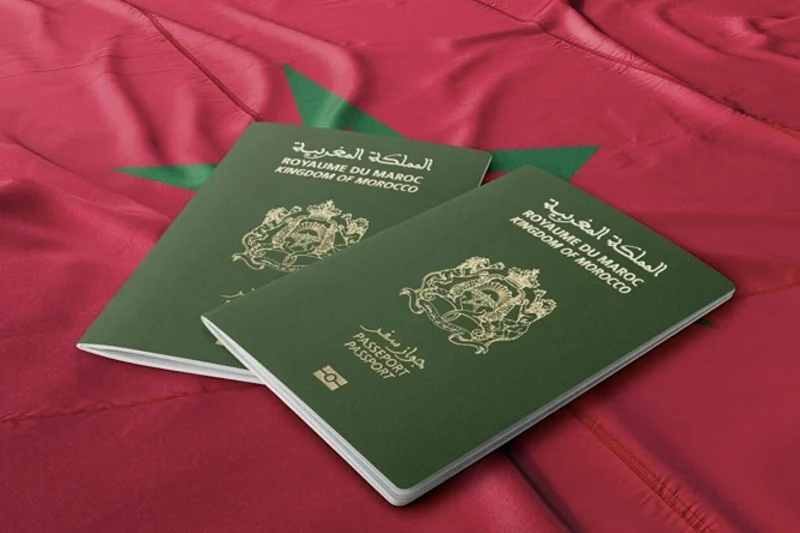 المملكة المغربية
ROYAUME DU MAROC
KINGDOM OF MOROCCO
المملكة المغربية
ROYAUME DU MAROC
KINGDOM OF MOROCCO
جواز سفر
PASSEPORT
PASSPORT